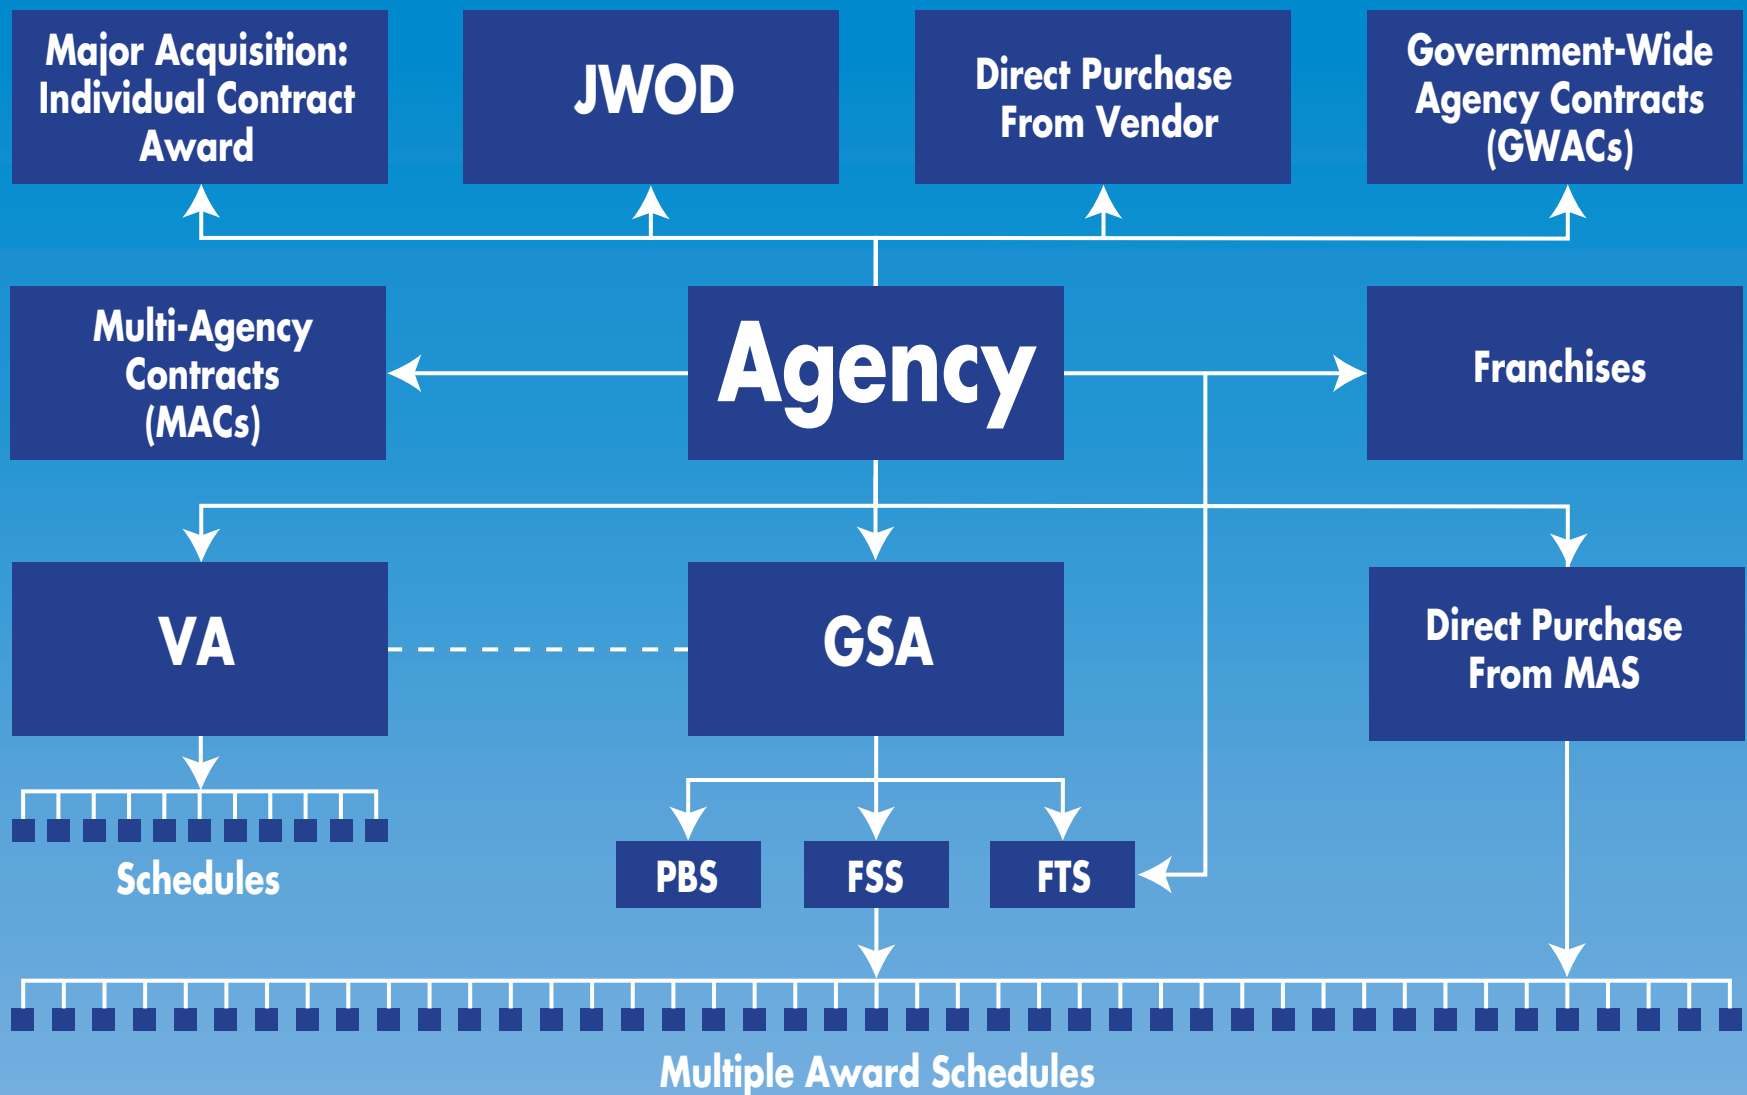 Major Acquisition:
Individual Contract
Award
JWOD
Direct Purchase
From Vendor
Government-Wide
Agency Contracts
(GWACs)
Multi-Agency
Contracts
(MACs)
Agency
Franchises
VA
GSA
Direct Purchase
From MAS
Schedules
PBS
FSS
FTS
Multiple Award Schedules